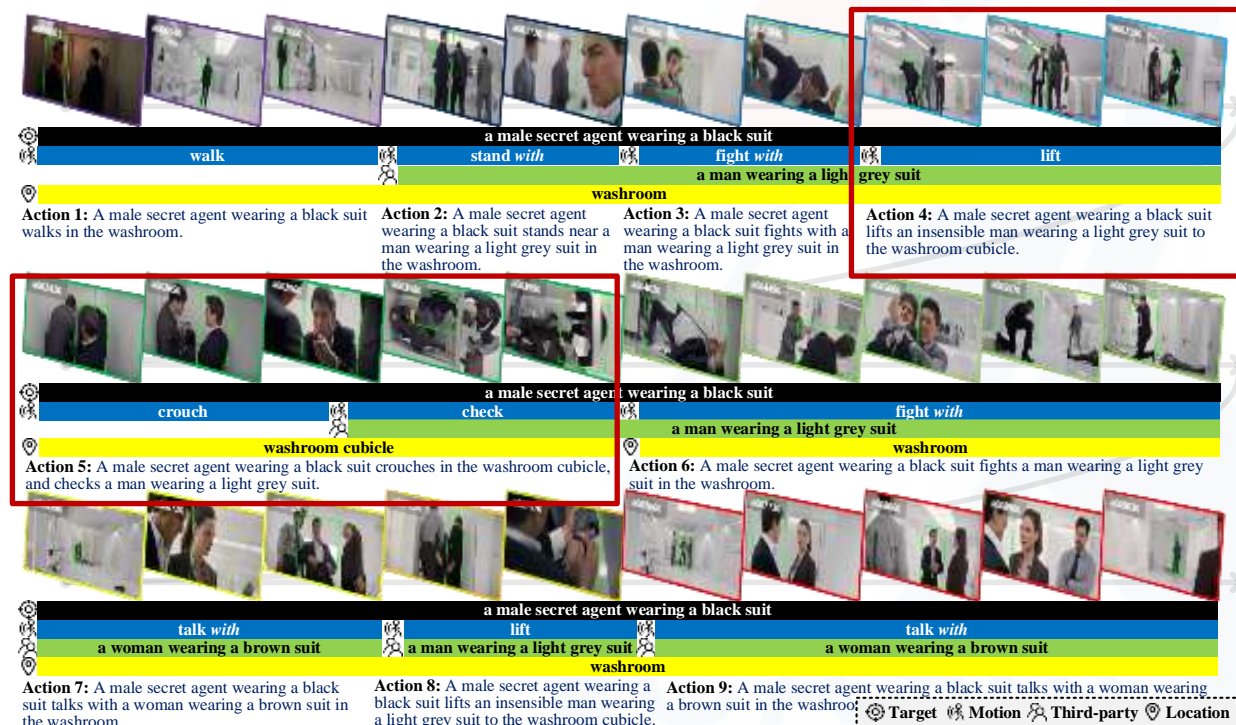 a male secret agent wearing a black suit
walk
stand with
fight with
lift
a man wearing a light grey suit
washroom
Action 1: A male secret agent wearing a black suit
walks in the washroom.
Action 2: A male secret agent
wearing a black suit stands near a
man wearing a light grey suit in
the washroom.
Action 3: A male secret agent
wearing a black suit fights with a
man wearing a light grey suit in
the washroom.
Action 4: A male secret agent wearing a black suit
lifts an insensible man wearing a light grey suit to
the washroom cubicle.
a male secret agent wearing a black suit
crouch
check
fight with
a man wearing a light grey suit
washroom cubicle
washroom
Action 5: A male secret agent wearing a black suit crouches in the washroom cubicle,
and checks a man wearing a light grey suit.
Action 6: A male secret agent wearing a black suit fights a man wearing a light grey
suit in the washroom.
a male secret agent wearing a black suit
talk with
lift
talk with
a woman wearing a brown suit
a man wearing a light grey suit
a woman wearing a brown suit
washroom
Action 7: A male secret agent wearing a black
suit talks with a woman wearing a brown suit in
the washroom.
Action 8: A male secret agent wearing a
black suit lifts an insensible man wearing
a light grey suit to the washroom cubicle.
Action 9: A male secret agent wearing a black suit talks with a woman wearing
a brown suit in the washroo
Target Motion Third-party Location